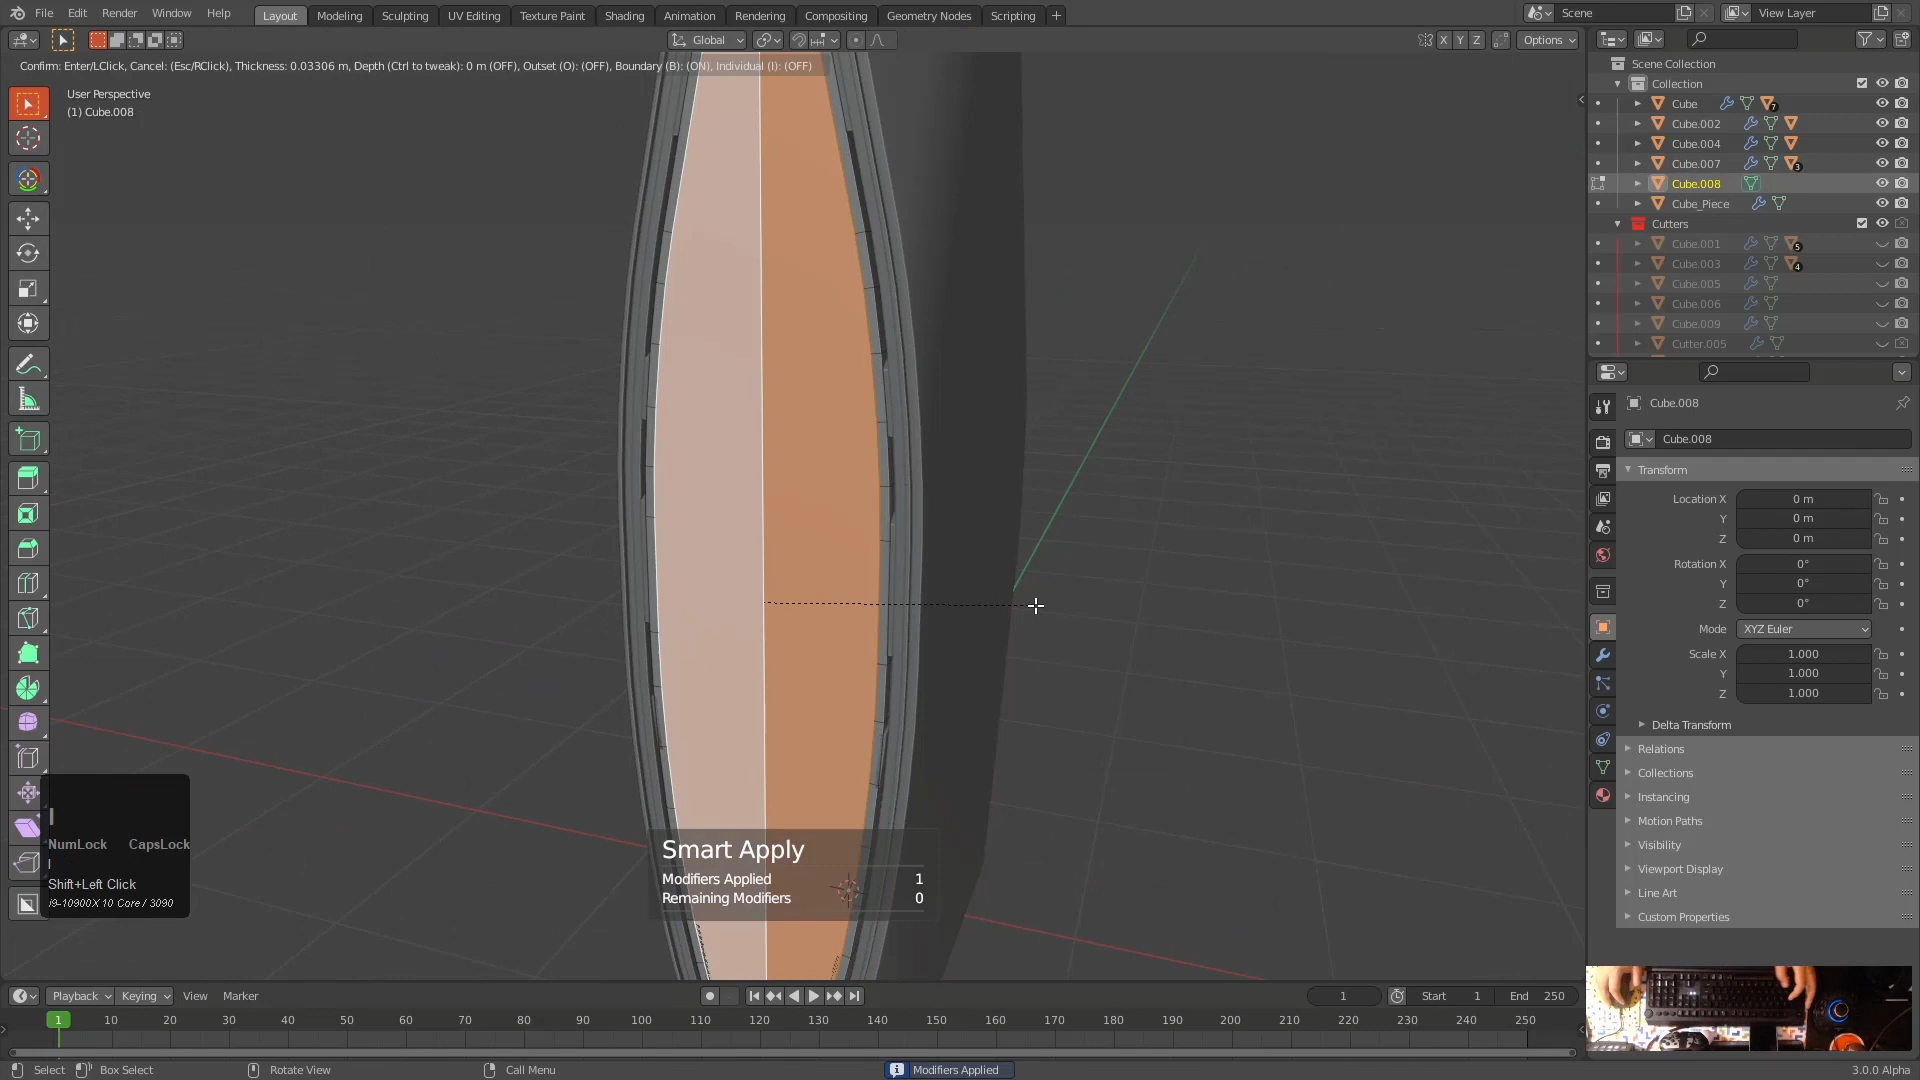 File Edit Render Window Help Layout Modeling Sculpting UV Editing Texture Paint Shading Animation Rendering Compositing Geometry Nodes Scripting + Scene View Layer
Global X Y Z Options
Confirm: Enter/LClick, Cancel: (Esc/RClick), Thickness: 0.03306 m, Depth (Ctrl to tweak): 0 m (OFF), Outset (O): (OFF), Boundary (B): (ON), Individual (I): (OFF)
User Perspective
(1) Cube.008
Scene Collection
Collection
Cube 7
Cube.002
Cube.004
Cube.007 3
Cube.008
Cube_Piece
Cutters
Cube.001 5
Cube.003 4
Cube.005
Cube.006
Cube.009
Cutter.005
Cube.008
Cube.008
Transform
Location X 0 m
Y 0 m
Z 0 m
Rotation X 0°
Y 0°
Z 0°
Mode XYZ Euler
Scale X 1.000
Y 1.000
Z 1.000
Delta Transform
Relations
Collections
Instancing
Motion Paths
Visibility
Viewport Display
Line Art
Custom Properties
I
NumLock CapsLock
I
Shift+Left Click
i9-10900X 10 Core / 3090
Smart Apply
Modifiers Applied 1
Remaining Modifiers 0
Playback Keying View Marker 1 Start 1 End 250
1 10 20 30 40 50 60 70 80 90 100 110 120 130 140 150 160 170 180 190 200 210 220 230 240 250
Select Box Select Rotate View Call Menu Modifiers Applied 3.0.0 Alpha